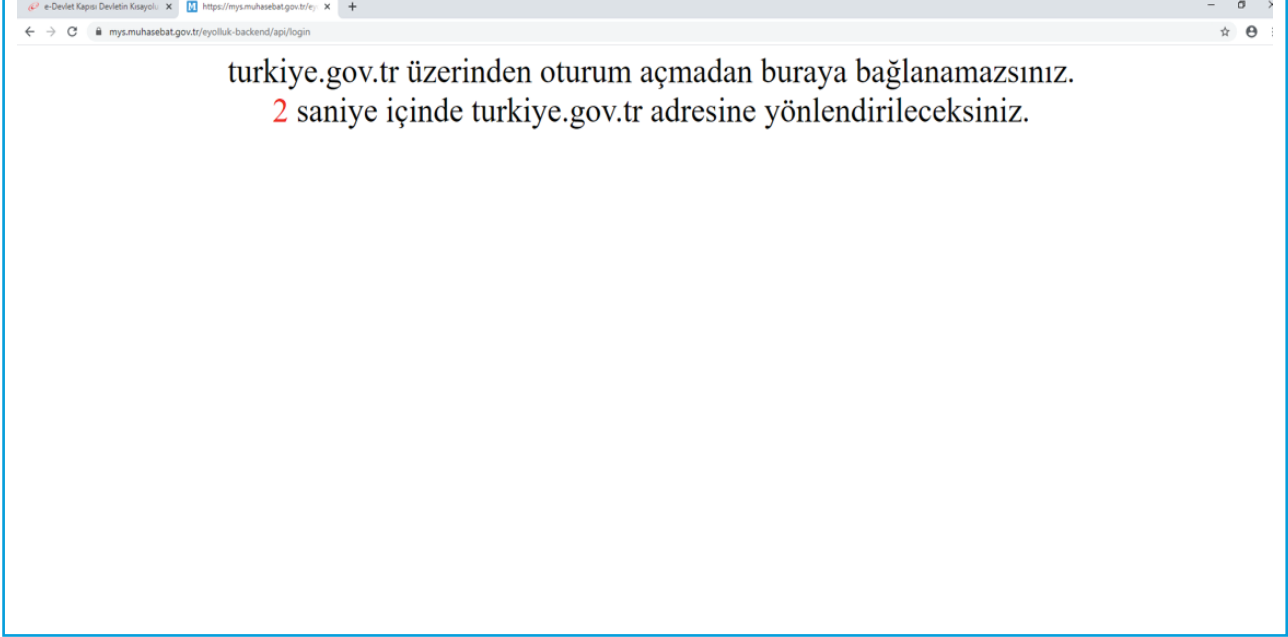 e-Devlet Kapısı Devletin Kısayolu
https://mys.muhasebat.gov.tr/ey
mys.muhasebat.gov.tr/eyolluk-backend/api/login
turkiye.gov.tr üzerinden oturum açmadan buraya bağlanamazsınız.
2 saniye içinde turkiye.gov.tr adresine yönlendirileceksiniz.